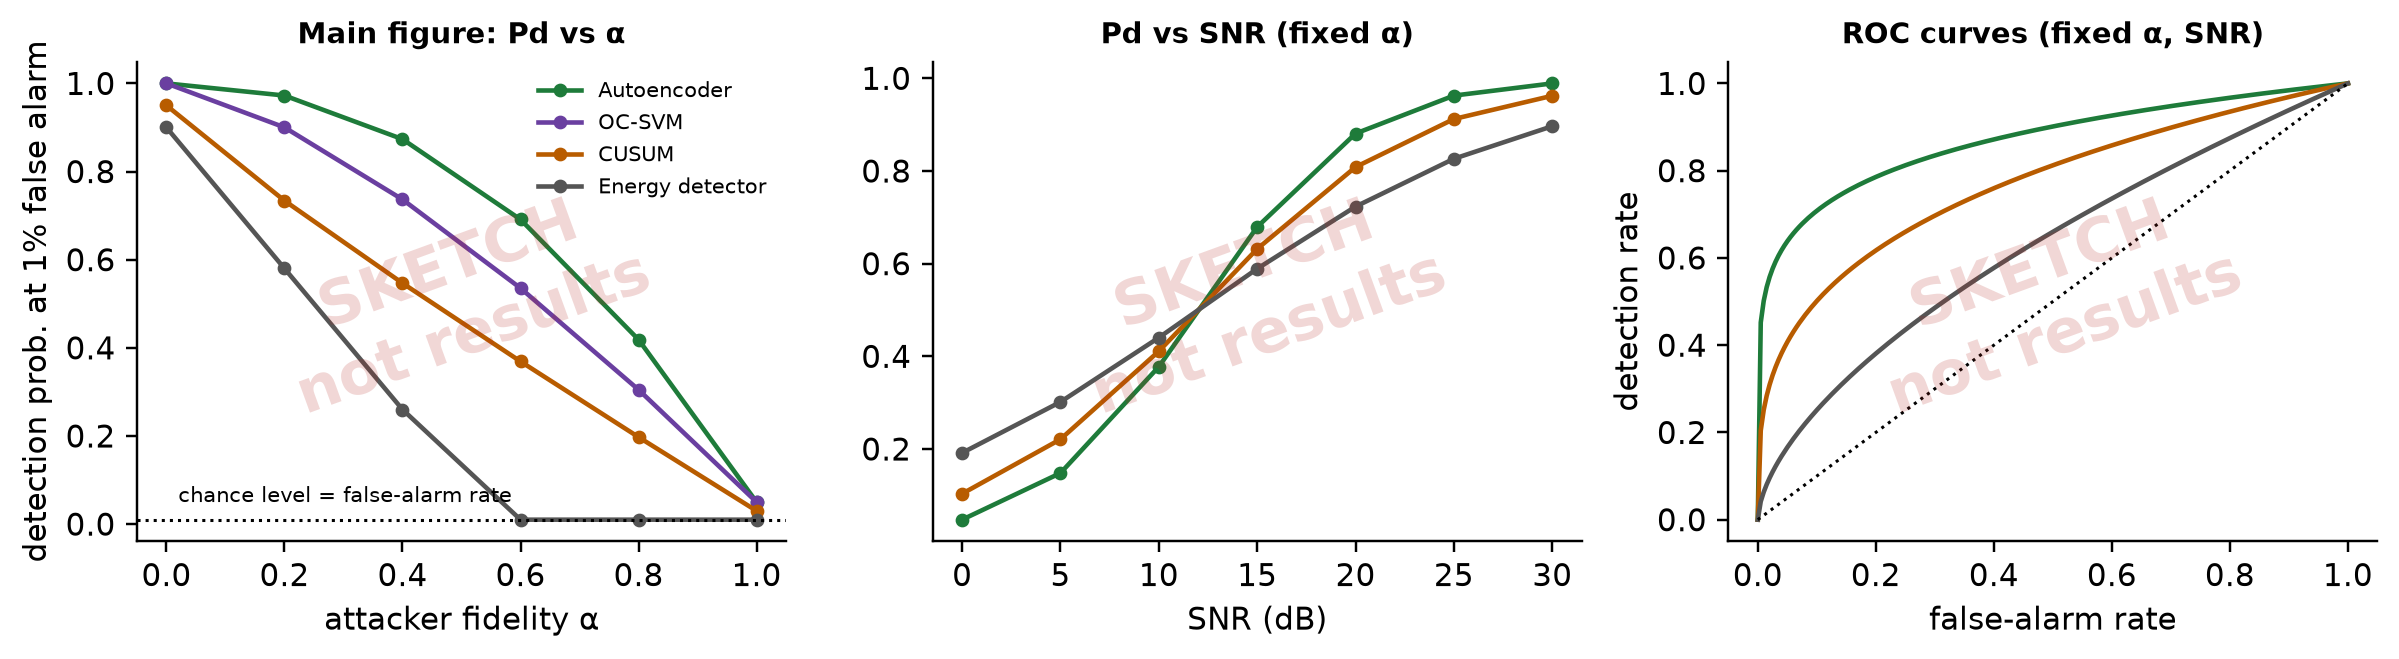 Main figure: Pd vs α
detection prob. at 1% false alarm
1.0
0.8
0.6
0.4
0.2
0.0
Autoencoder
OC-SVM
CUSUM
Energy detector
SKETCH
not results
chance level = false-alarm rate
0.0 0.2 0.4 0.6 0.8 1.0
attacker fidelity α
Pd vs SNR (fixed α)
1.0
0.8
0.6
0.4
0.2
SKETCH
not results
0 5 10 15 20 25 30
SNR (dB)
ROC curves (fixed α, SNR)
detection rate
1.0
0.8
0.6
0.4
0.2
0.0
SKETCH
not results
0.0 0.2 0.4 0.6 0.8 1.0
false-alarm rate